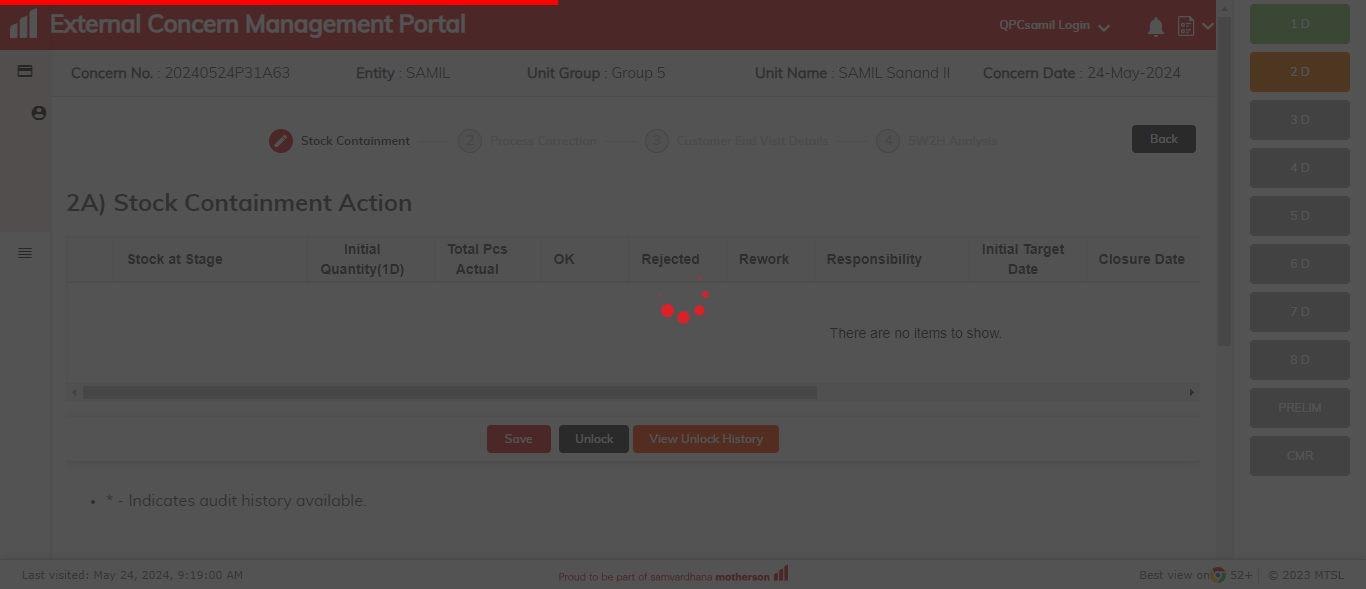 External Concern Management Portal
QPCsamil Login
Concern No. : 20240524P31A63 Entity : SAMIL Unit Group : Group 5 Unit Name : SAMIL Sanand II Concern Date : 24-May-2024
Stock Containment 2 Process Correction 3 Customer End Visit Details 4 5W2H Analysis Back
2A) Stock Containment Action
Stock at Stage Initial Quantity(1D) Total Pcs Actual OK Rejected Rework Responsibility Initial Target Date Closure Date
There are no items to show.
Save Unlock View Unlock History
• * - Indicates audit history available.
1 D
2 D
3 D
4 D
5 D
6 D
7 D
8 D
PRELIM
CMR
Last visited: May 24, 2024, 9:19:00 AM Proud to be part of samvardhana motherson Best view on 52+ | © 2023 MTSL